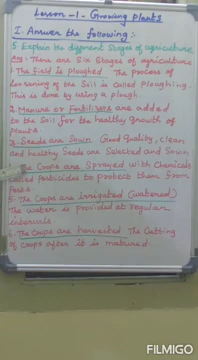 Lesson -1- Growing Plants
I. Answer the following:
5 Explain the different Stages of agriculture
Ans: There are Six Stages of agriculture
1. The field is ploughed The process of
loosening of the Soil is called Ploughing.
This is done by using a plough.
2. Manure or Fertilisers are added
to the Soil for the healthy growth of
plants.
3. Seeds are Sown Good quality, clean
and healthy Seeds are Selected and Sown
The Crops are Sprayed with Chemicals
Called Pesticides to protect them from
Pests.
5. The Crops are irrigated (watered)
The water is provided at regular
intervals.
6. The Crops are harvested The Cutting
of Crops after it is matured.
FILMIGO